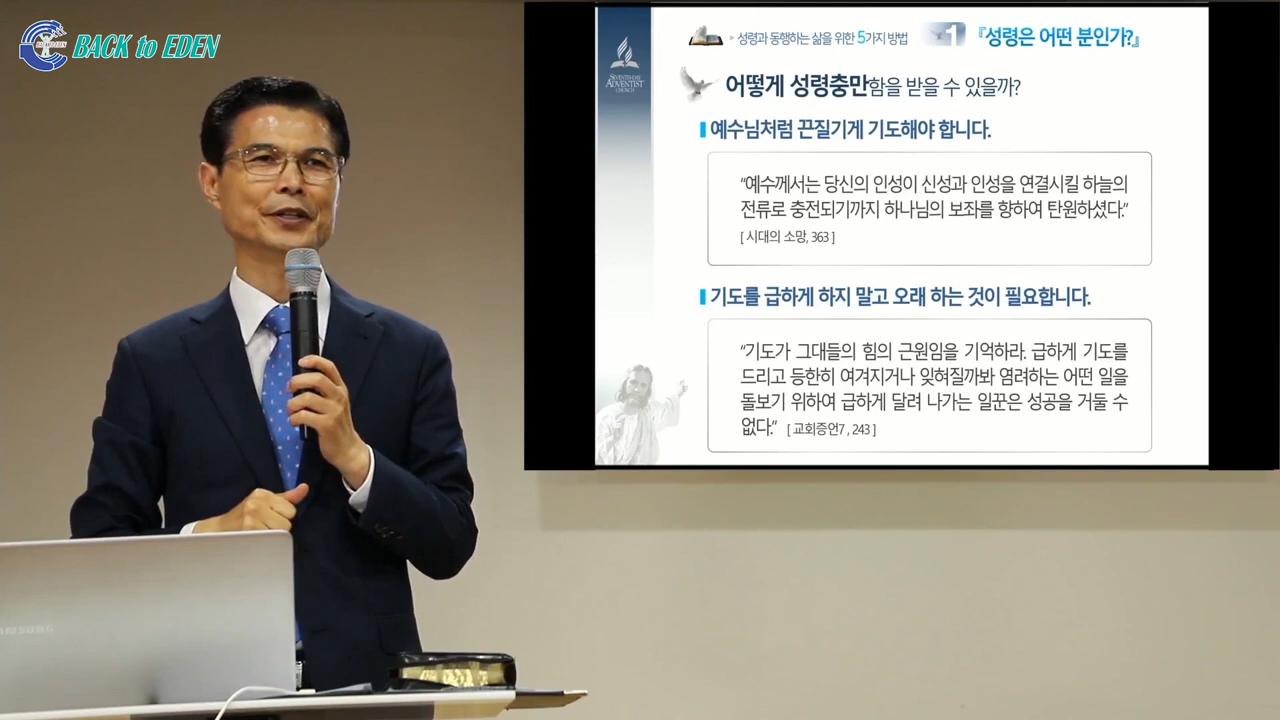 BACK to EDEN
SEVENTH-DAY
ADVENTIST
CHURCH
성령과 동행하는 삶을 위한 5가지 방법
1 『성령은 어떤 분인가?』
어떻게 성령충만함을 받을 수 있을까?
예수님처럼 끈질기게 기도해야 합니다.
“예수께서는 당신의 인성이 신성과 인성을 연결시킬 하늘의
전류로 충전되기까지 하나님의 보좌를 향하여 탄원하셨다.”
[ 시대의 소망, 363 ]
기도를 급하게 하지 말고 오래 하는 것이 필요합니다.
“기도가 그대들의 힘의 근원임을 기억하라. 급하게 기도를
드리고 등한히 여겨지거나 잊혀질까봐 염려하는 어떤 일을
돌보기 위하여 급하게 달려 나가는 일꾼은 성공을 거둘 수
없다.” [ 교회증언7 , 243 ]
SAMSUNG